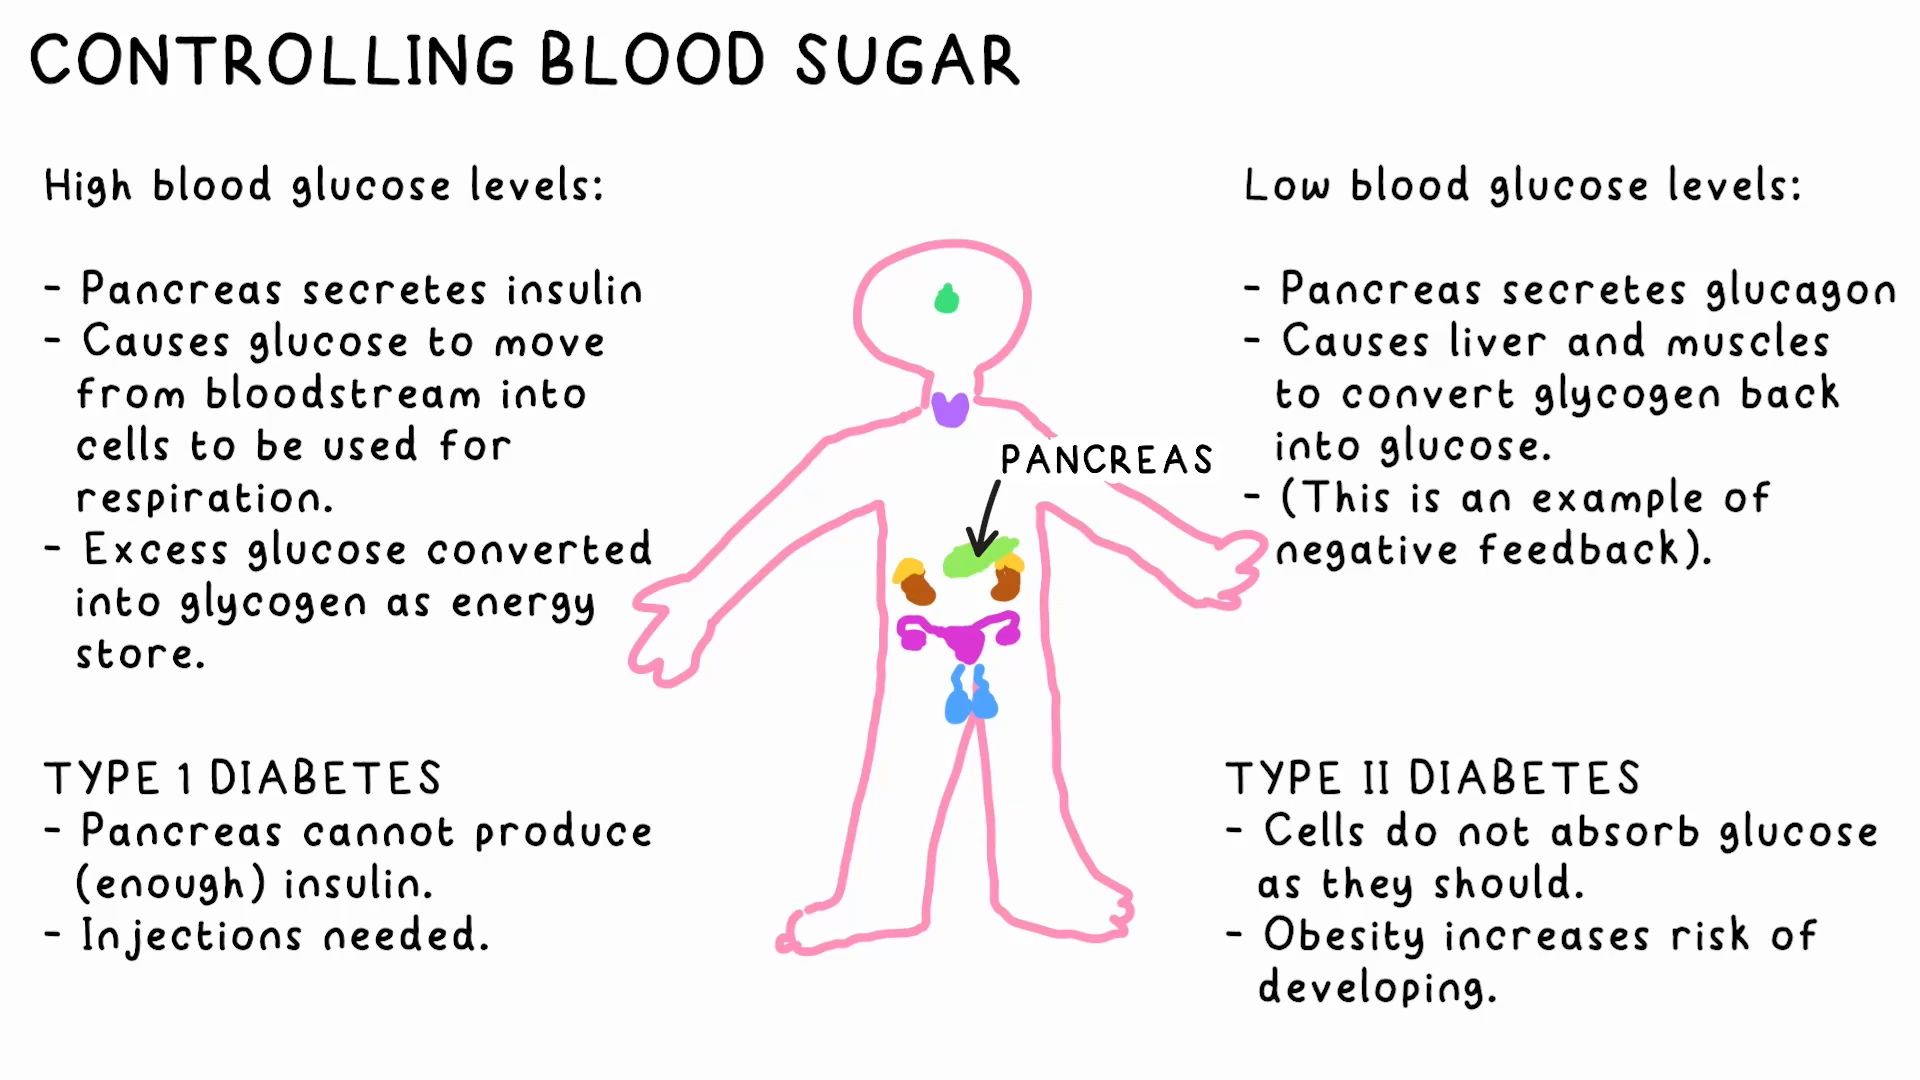 CONTROLLING BLOOD SUGAR
High blood glucose levels:
- Pancreas secretes insulin
- Causes glucose to move
from bloodstream into
cells to be used for
respiration.
- Excess glucose converted
into glycogen as energy
store.
TYPE 1 DIABETES
- Pancreas cannot produce
(enough) insulin.
- Injections needed.
PANCREAS
Low blood glucose levels:
- Pancreas secretes glucagon
- Causes liver and muscles
to convert glycogen back
into glucose.
- (This is an example of
negative feedback).
TYPE II DIABETES
- Cells do not absorb glucose
as they should.
- Obesity increases risk of
developing.